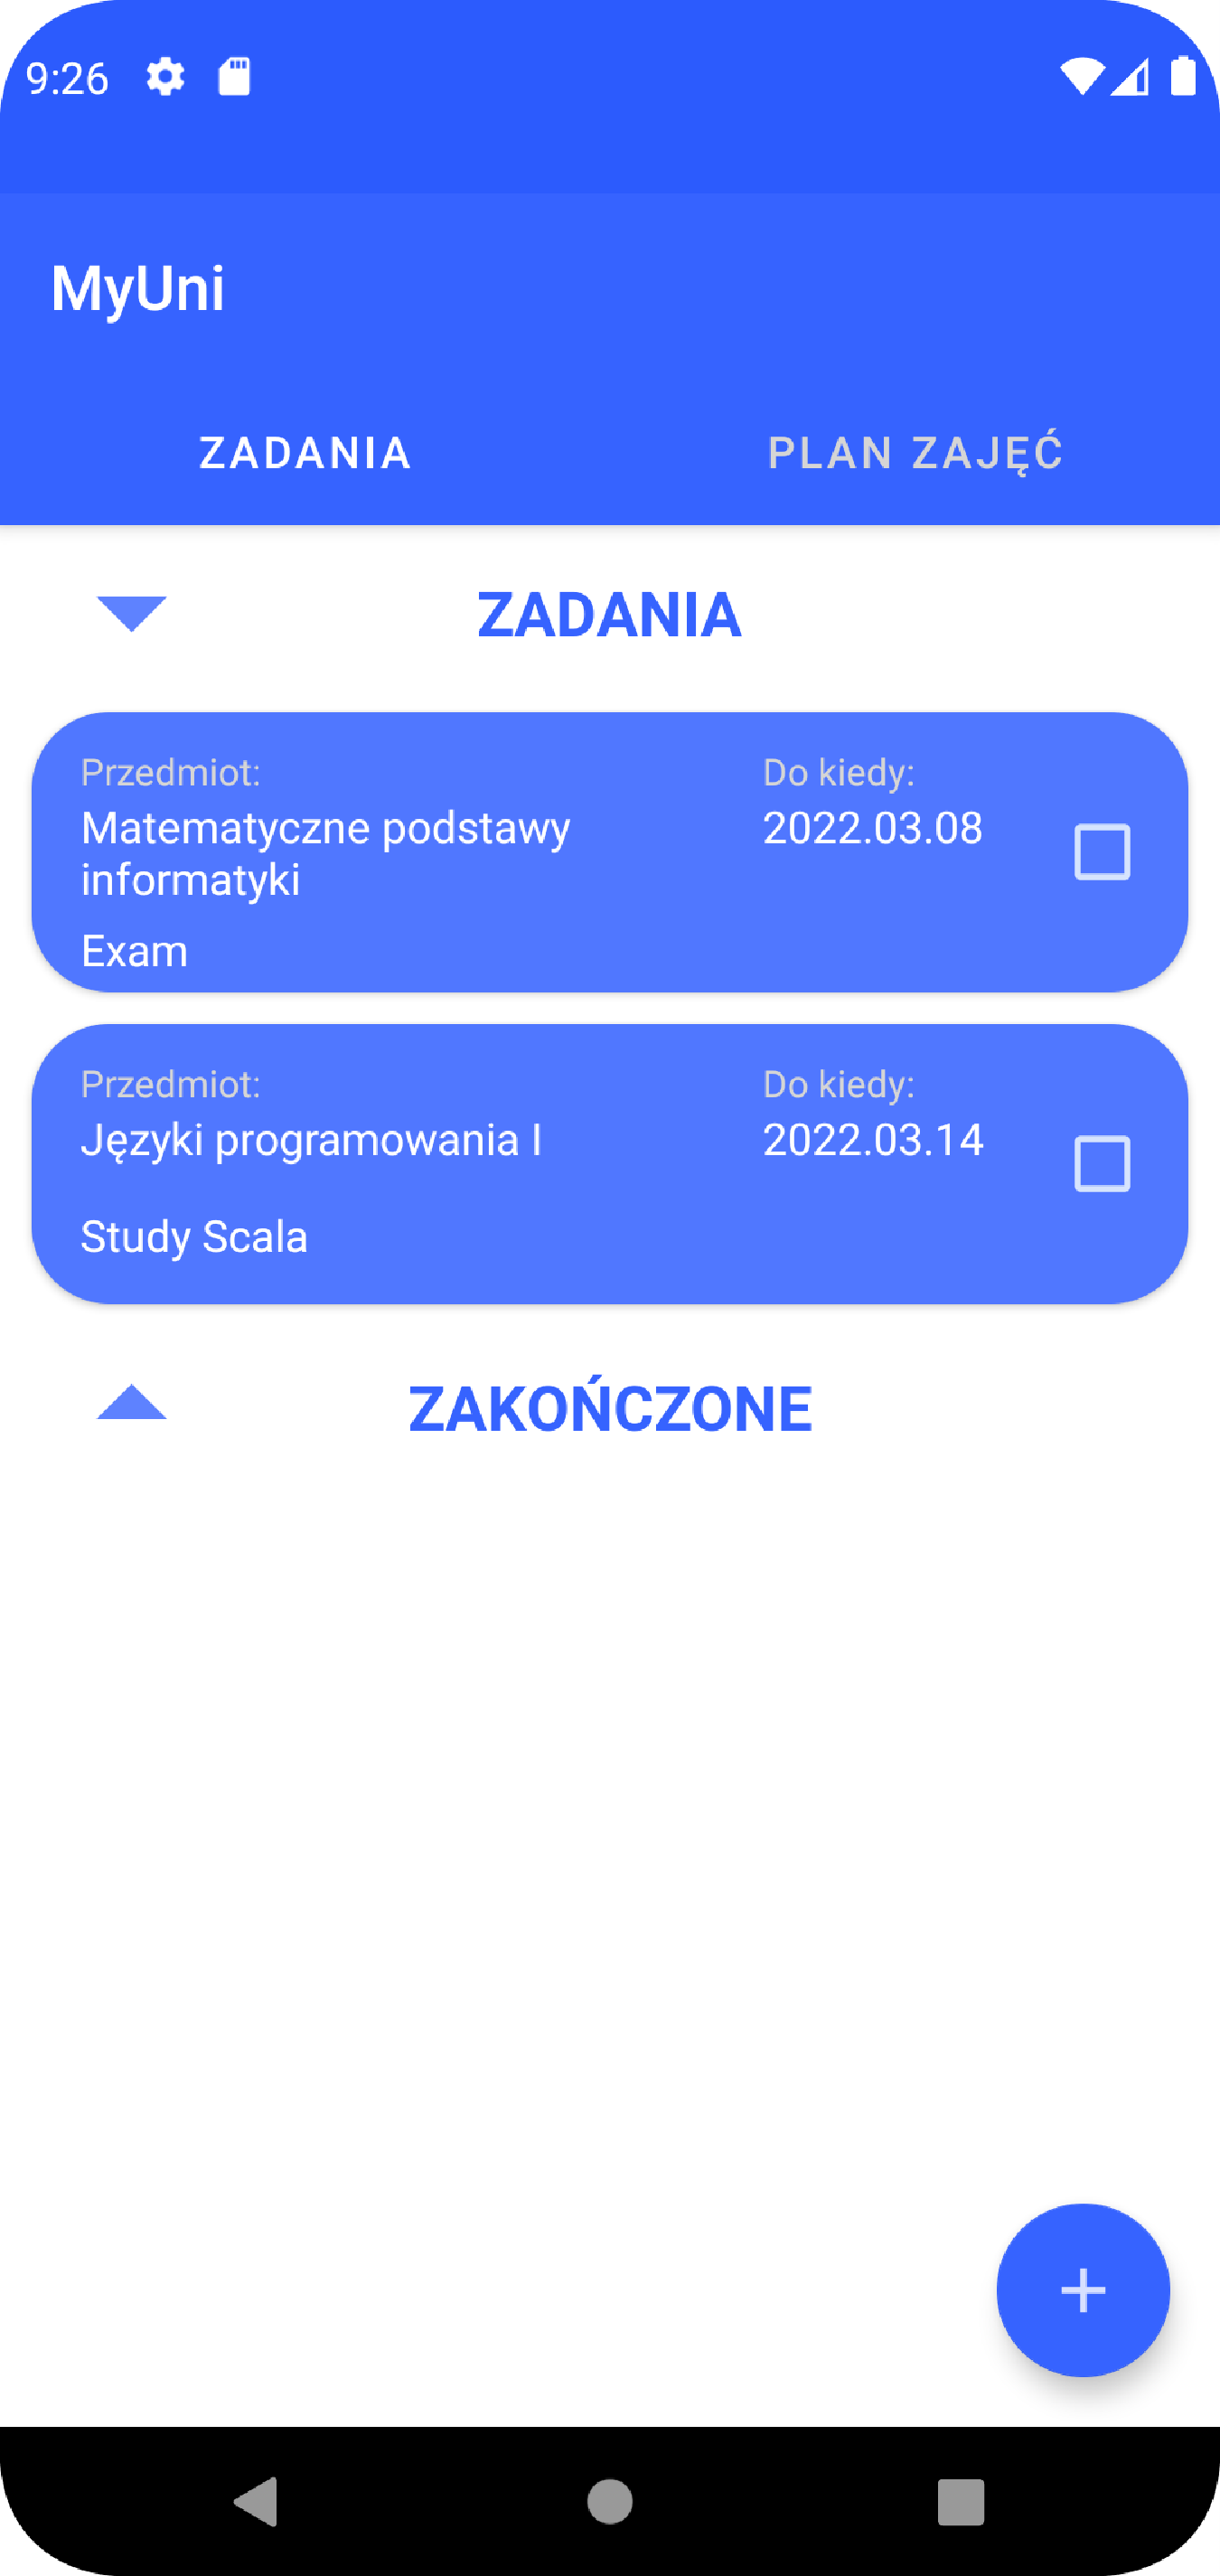 9:26
MyUni
ZADANIA
PLAN ZAJĘĆ
ZADANIA
Przedmiot:
Do kiedy:
Matematyczne podstawy
informatyki
2022.03.08
Exam
Przedmiot:
Do kiedy:
Języki programowania I
2022.03.14
Study Scala
ZAKOŃCZONE